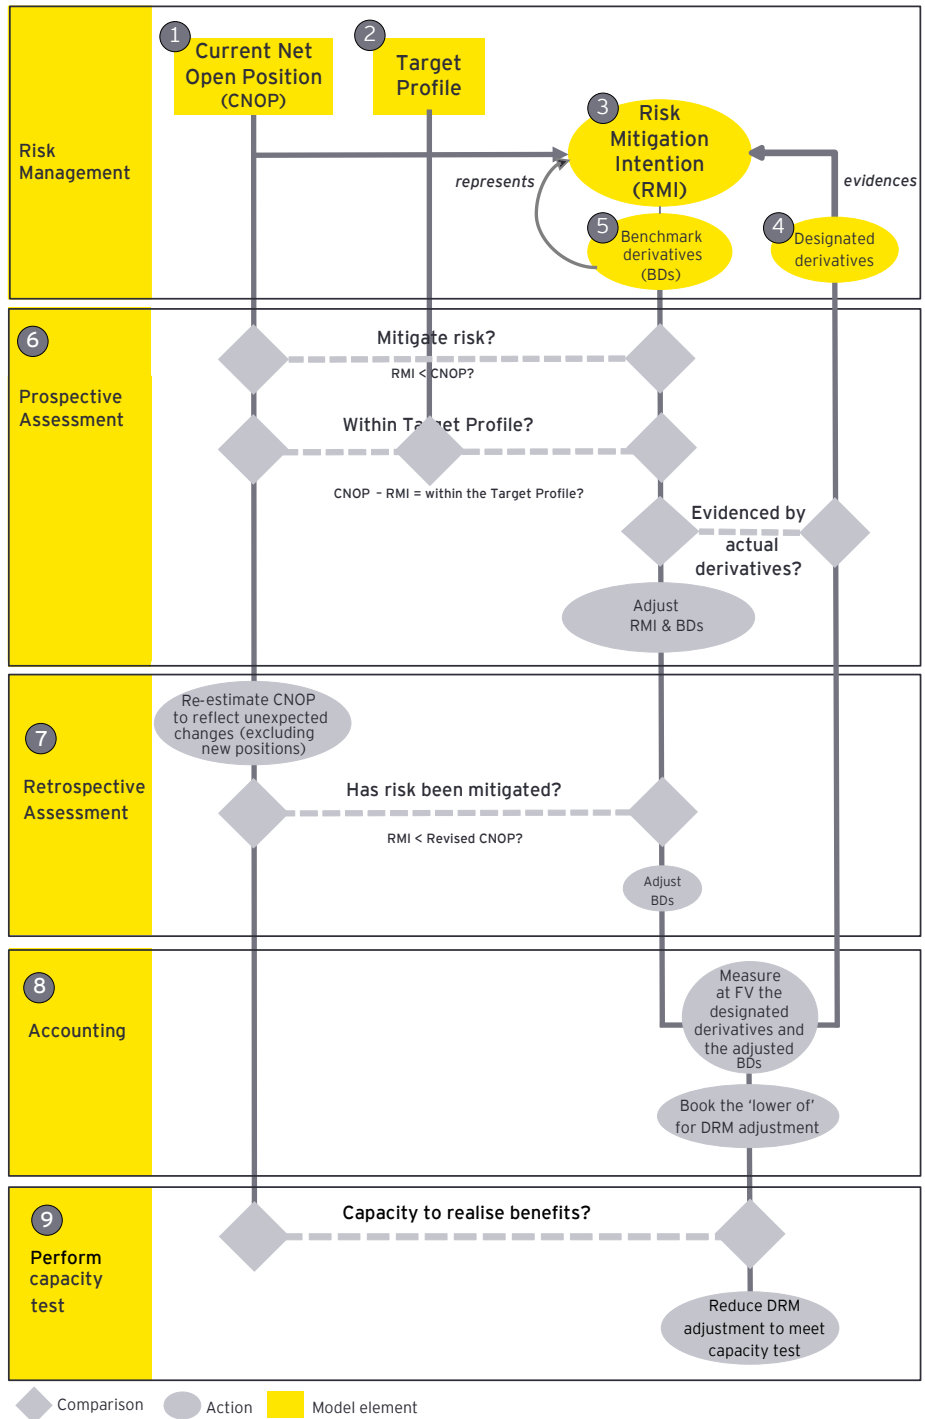 1
Current Net
Open Position
(CNOP)
2
Target
Profile
3
Risk
Mitigation
Intention
(RMI)
Risk
Management
represents
evidences
5
Benchmark
derivatives
(BDs)
4
Designated
derivatives
6
Prospective
Assessment
Mitigate risk?
RMI < CNOP?
Within Target Profile?
CNOP - RMI = within the Target Profile?
Evidenced by
actual
derivatives?
Adjust
RMI & BDs
7
Retrospective
Assessment
Re-estimate CNOP
to reflect unexpected
changes (excluding
new positions)
Has risk been mitigated?
RMI < Revised CNOP?
Adjust
BDs
8
Accounting
Measure
at FV the
designated
derivatives and
the adjusted
BDs
Book the ‘lower of’
for DRM adjustment
9
Perform
capacity
test
Capacity to realise benefits?
Reduce DRM
adjustment to meet
capacity test
Comparison
Action
Model element